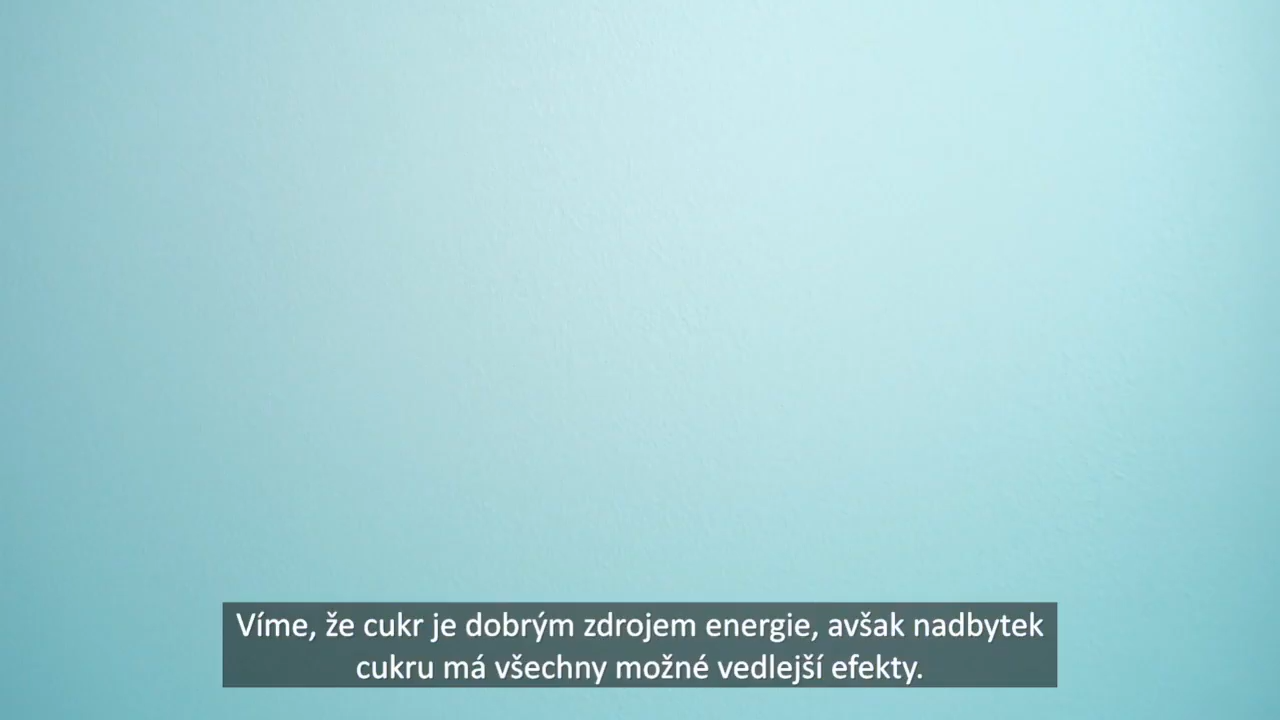 Víme, že cukr je dobrým zdrojem energie, avšak nadbytek
cukru má všechny možné vedlejší efekty.